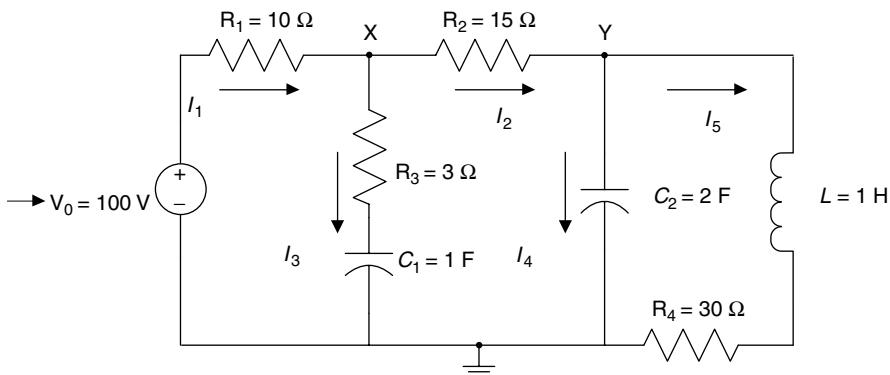 R1 = 10 Ω
X
R2 = 15 Ω
Y
I1
I2
I5
R3 = 3 Ω
+
−
V0 = 100 V
C2 = 2 F
L = 1 H
I3
C1 = 1 F
I4
R4 = 30 Ω